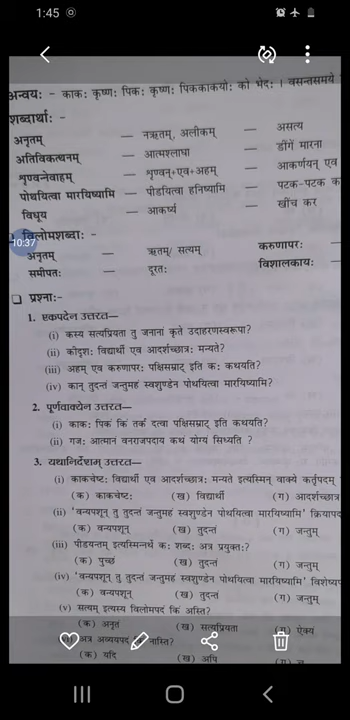 1:45
अन्वय: - काक: कृष्ण: पिक: कृष्ण: पिककाकयो: को भेद: । वसन्तसमये
शब्दार्था: -
अनृतम् — नऋतम्, अलीकम् — असत्य
अतिविकत्थनम् — आत्मश्लाघा — डींगें मारना
शृण्वन्नेवाहम् — शृण्वन्+एव+अहम् — आकर्णयन् एव
पोथयित्वा मारयिष्यामि — पीडयित्वा हनिष्यामि — पटक-पटक क
विधूय — आकर्ष्य — खींच कर
10:37
विलोमशब्दा: -
अनृतम् — ऋतम्/ सत्यम् करुणापर: —
समीपत: — दूरत: विशालकाय: —
❑ प्रश्ना:-
1. एकपदेन उत्तरत—
(i) कस्य सत्यप्रियता तु जनानां कृते उदाहरणस्वरूपा?
(ii) कीदृश: विद्यार्थी एव आदर्शच्छात्र: मन्यते?
(iii) अहम् एव करुणापर: पक्षिसम्राट् इति क: कथयति?
(iv) कान् तुदन्तं जन्तुमहं स्वशुण्डेन पोथयित्वा मारयिष्यामि?
2. पूर्णवाक्येन उत्तरत—
(i) काक: पिकं किं तर्कं दत्वा पक्षिसम्राट् इति कथयति?
(ii) गज: आत्मानं वनराजपदाय कथं योग्यं सिध्यति ?
3. यथानिर्देशम् उत्तरत—
(i) काकचेष्ट: विद्यार्थी एव आदर्शच्छात्र: मन्यते इत्यस्मिन् वाक्ये कर्तृपदम्
(क) काकचेष्ट: (ख) विद्यार्थी (ग) आदर्शच्छात्र
(ii) 'वन्यपशून् तु तुदन्तं जन्तुमहं स्वशुण्डेन पोथयित्वा मारयिष्यामि' क्रियापद
(क) वन्यपशून् (ख) तुदन्तं (ग) जन्तुम्
(iii) पीडयन्तम् इत्यस्मिन्नर्थे क: शब्द: अत्र प्रयुक्त:?
(क) पुच्छं (ख) तुदन्तं (ग) जन्तुम्
(iv) 'वन्यपशून् तु तुदन्तं जन्तुमहं स्वशुण्डेन पोथयित्वा मारयिष्यामि' विशेष्यप
(क) वन्यपशून् (ख) तुदन्तं (ग) जन्तुम्
(v) सत्यम् इत्यस्य विलोमपदं किं अस्ति?
(क) अनृतं (ख) सत्यप्रियता (ग) ऐक्यं
अत्र अव्ययपदं किं नास्ति?
(क) यदि (ख) अपि